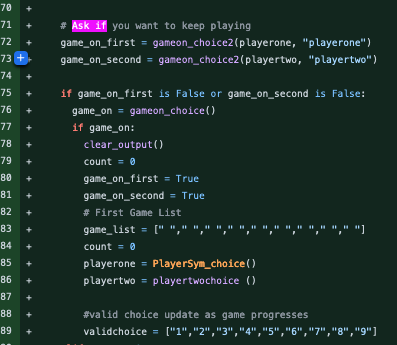 70 +
71 + # Ask if you want to keep playing
72 + game_on_first = gameon_choice2(playerone, "playerone")
73 + game_on_second = gameon_choice2(playertwo, "playertwo")
74 +
75 + if game_on_first is False or game_on_second is False:
76 + game_on = gameon_choice()
77 + if game_on:
78 + clear_output()
79 + count = 0
80 + game_on_first = True
81 + game_on_second = True
82 + # First Game List
83 + game_list = [" "," "," "," "," "," "," "," "," "," "]
84 + count = 0
85 + playerone = PlayerSym_choice()
86 + playertwo = playertwochoice ()
87 +
88 + #valid choice update as game progresses
89 + validchoice = ["1","2","3","4","5","6","7","8","9"]